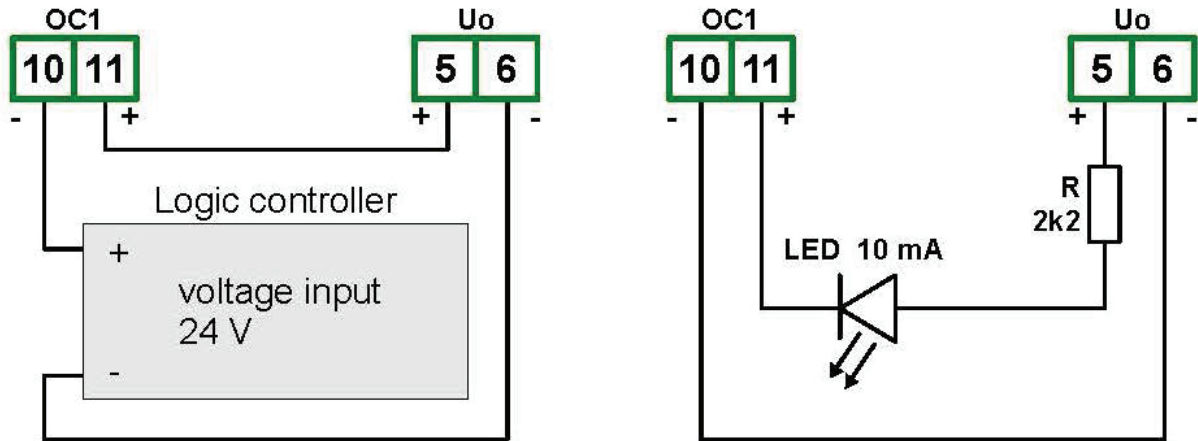 OC1
Uo
10 11
5 6
- +
+ -
Logic controller
+
voltage input
24 V
-
OC1
Uo
10 11
5 6
- +
+ -
R
2k2
LED 10 mA